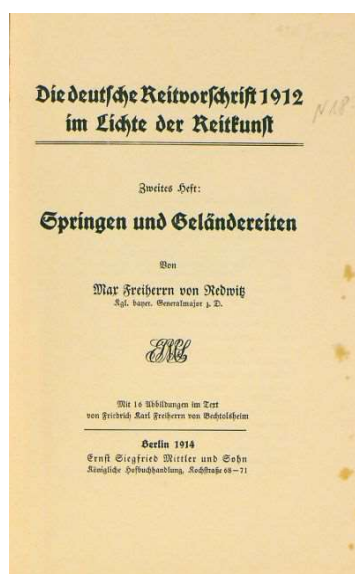 Die deutsche Reitvorschrift 1912
im Lichte der Reitkunst
Zweites Heft:
Springen und Geländereiten
Von
Max Freiherrn von Redwitz
Kgl. bayer. Generalmajor z. D.
Mit 16 Abbildungen im Text
von Friedrich Karl Freiherrn von Bechtolsheim
Berlin 1914
Ernst Siegfried Mittler und Sohn
Königliche Hofbuchhandlung, Kochstraße 68–71